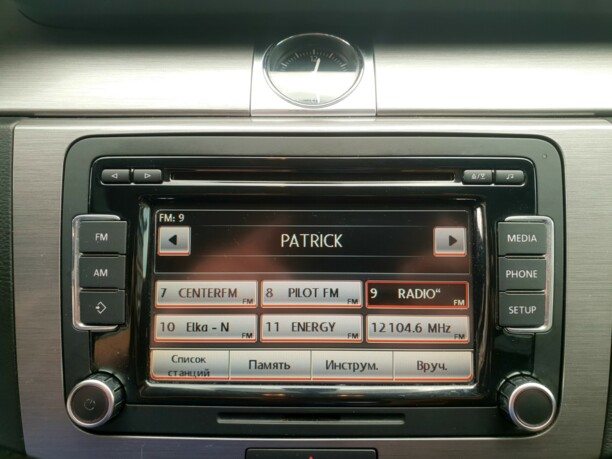 FM: 9
PATRICK
FM
AM
MEDIA
PHONE
SETUP
7 CENTERFM FM
8 PILOT FM FM
9 RADIO" FM
10 Elka - N FM
11 ENERGY FM
12 104.6 MHz FM
Список
станций
Память
Инструм.
Вруч.